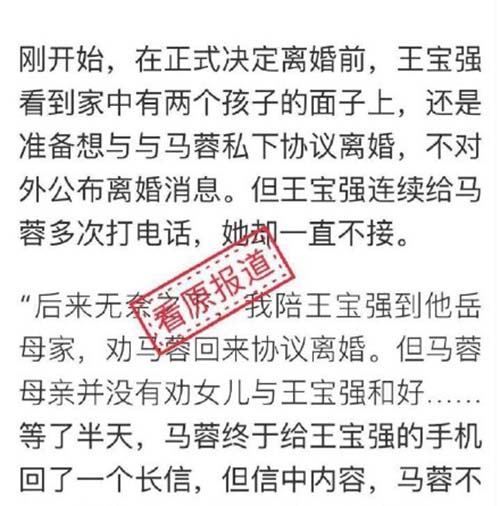 刚开始，在正式决定离婚前，王宝强
看到家中有两个孩子的面子上，还是
准备想与与马蓉私下协议离婚，不对
外公布离婚消息。但王宝强连续给马
蓉多次打电话，她却一直不接。
“后来无奈之　　我陪王宝强到他岳
母家，劝马蓉回来协议离婚。但马蓉
母亲并没有劝女儿与王宝强和好……
等了半天，马蓉终于给王宝强的手机
回了一个长信，但信中内容，马蓉不
看原报道